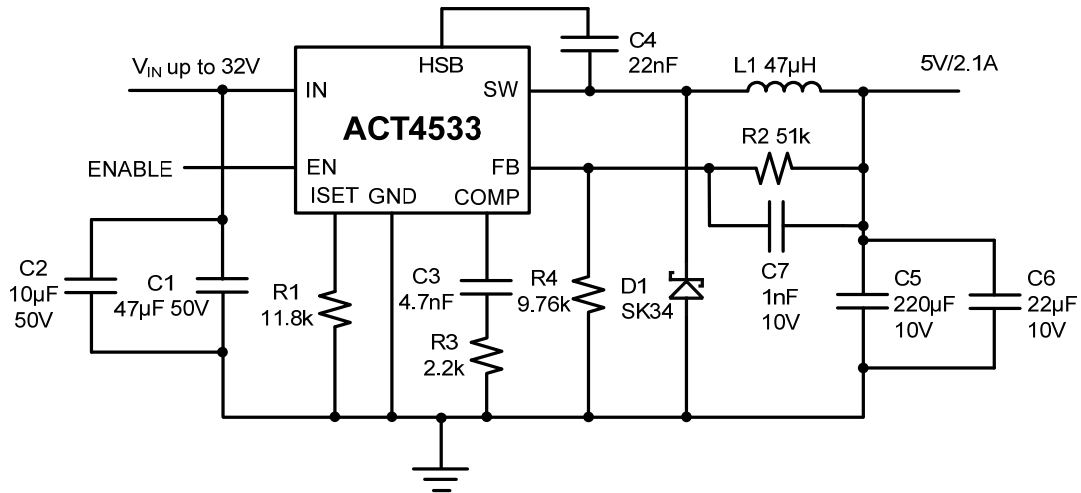 C4
22nF
V_IN up to 32V
HSB
L1 47µH
5V/2.1A
IN
SW
ACT4533
R2 51k
ENABLE
EN
FB
ISET
GND
COMP
C2
10µF
50V
C1
47µF 50V
R1
11.8k
C3
4.7nF
R3
2.2k
R4
9.76k
D1
SK34
C7
1nF
10V
C5
220µF
10V
C6
22µF
10V